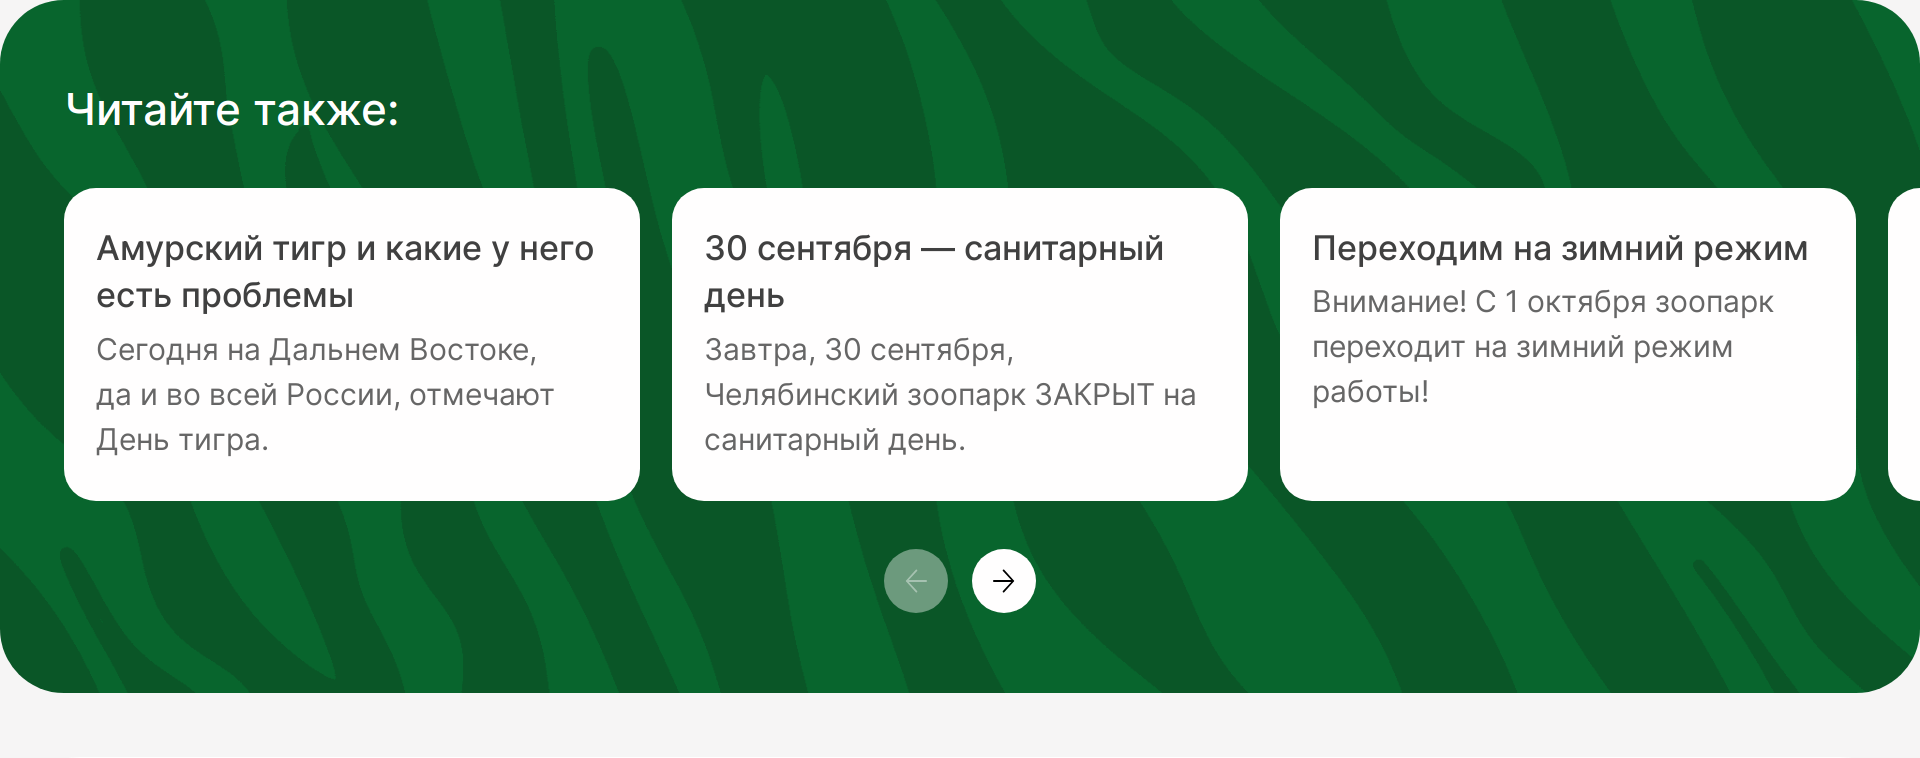 Читайте также:
Амурский тигр и какие у него
есть проблемы
Сегодня на Дальнем Востоке,
да и во всей России, отмечают
День тигра.
30 сентября — санитарный
день
Завтра, 30 сентября,
Челябинский зоопарк ЗАКРЫТ на
санитарный день.
Переходим на зимний режим
Внимание! С 1 октября зоопарк
переходит на зимний режим
работы!